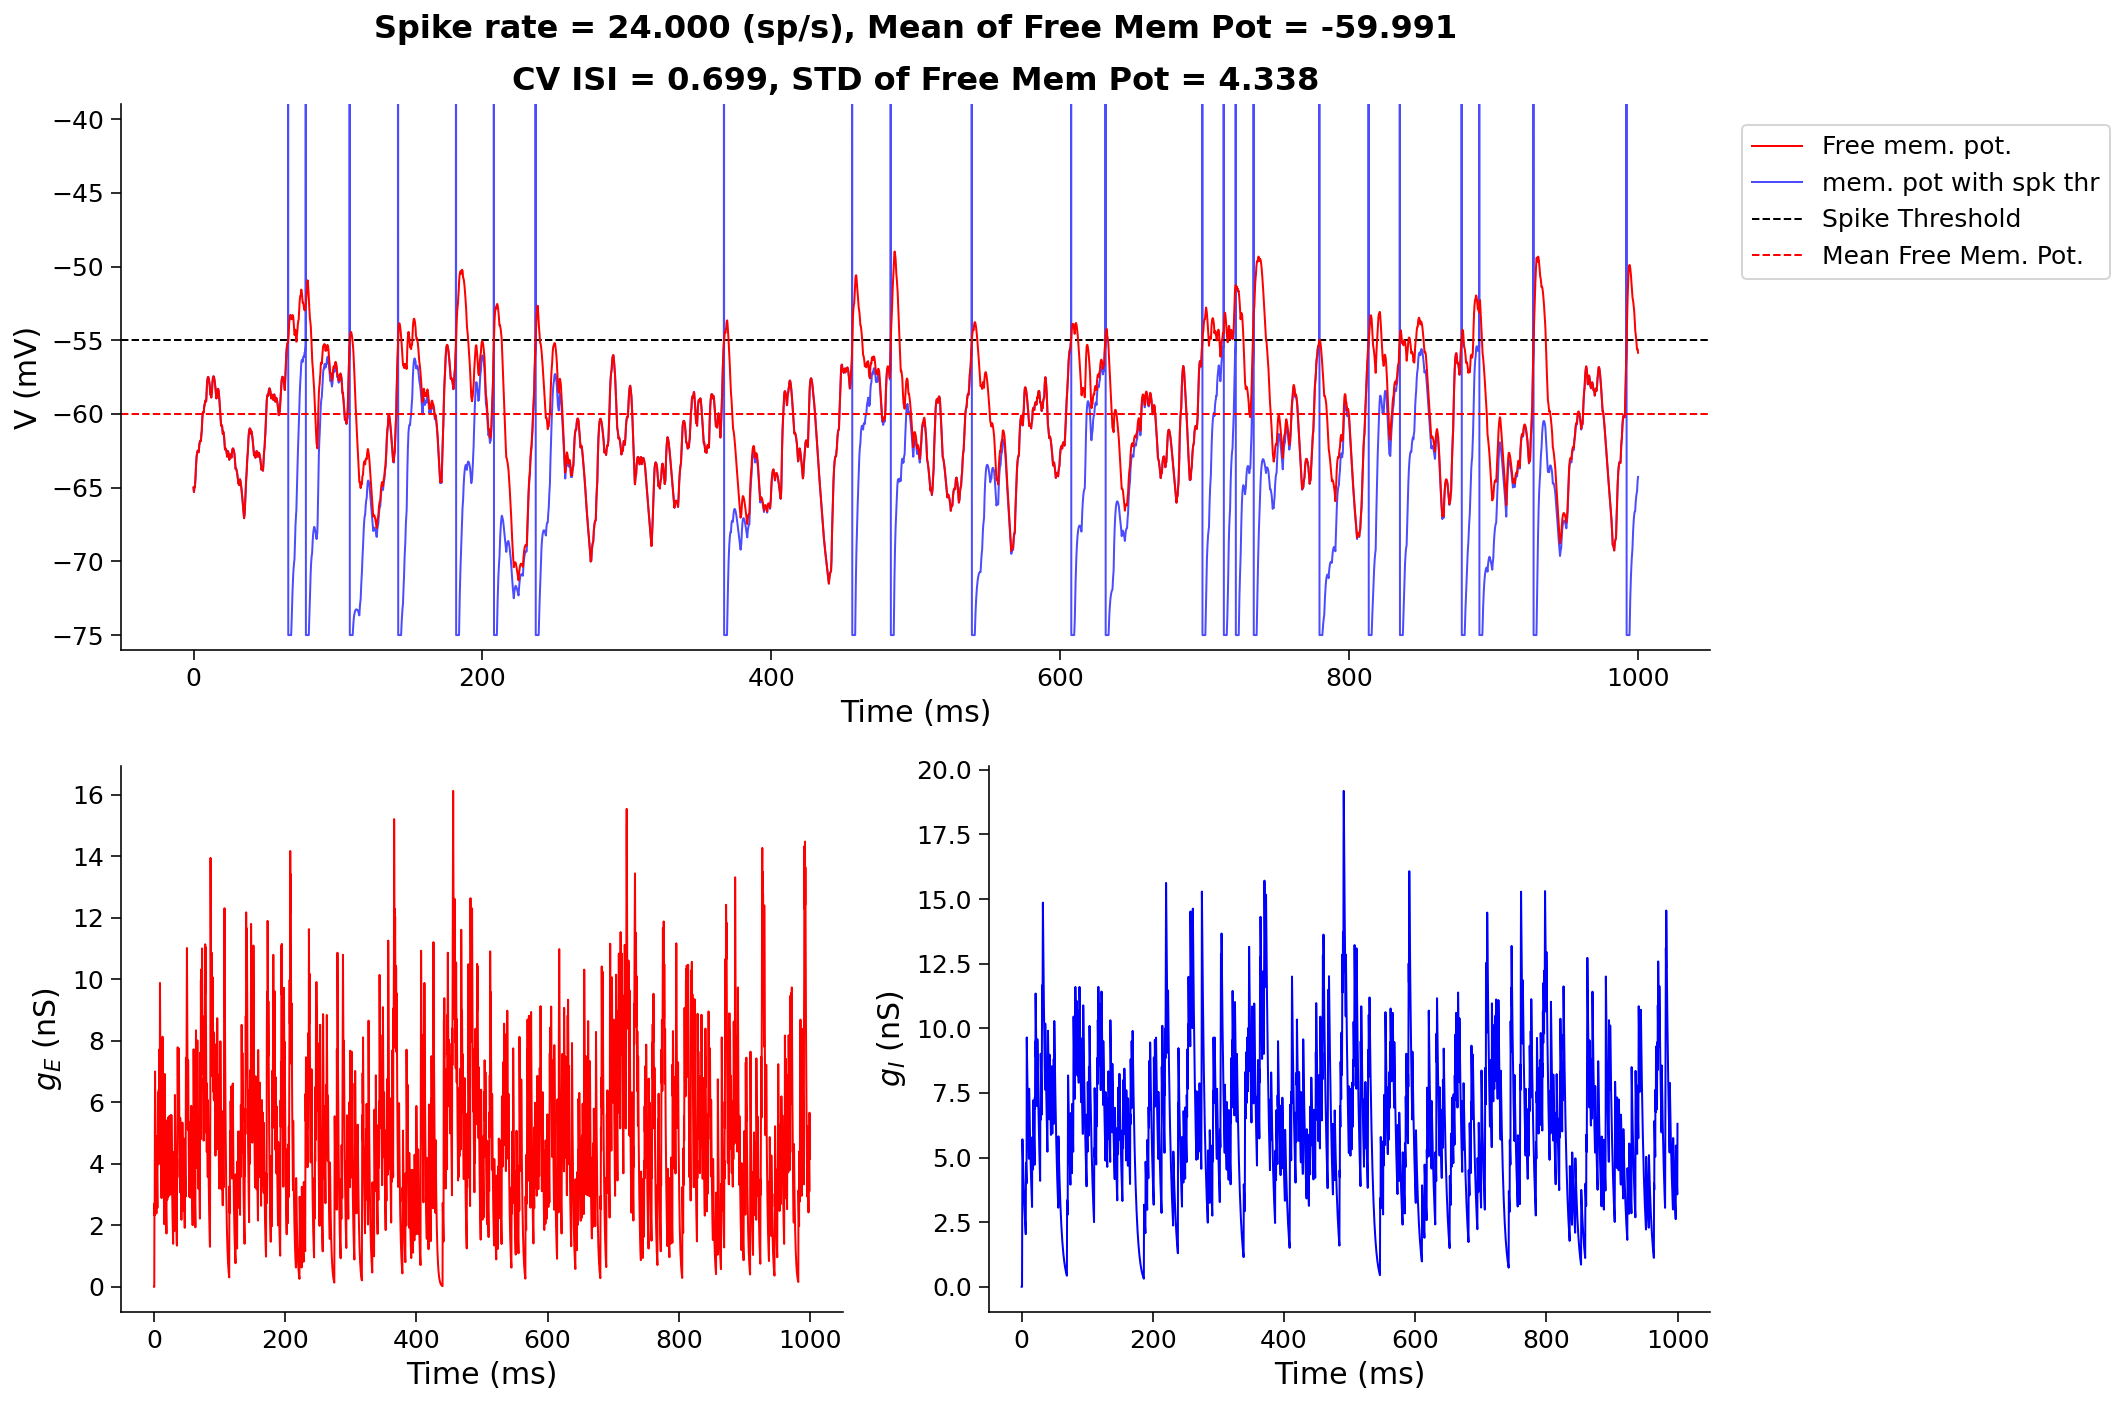 Spike rate = 24.000 (sp/s), Mean of Free Mem Pot = -59.991
CV ISI = 0.699, STD of Free Mem Pot = 4.338
−40
−45
−50
−55
−60
−65
−70
−75
V (mV)
0 200 400 600 800 1000
Time (ms)
Free mem. pot.
mem. pot with spk thr
Spike Threshold
Mean Free Mem. Pot.
16
14
12
10
8
6
4
2
0
g_E (nS)
0 200 400 600 800 1000
Time (ms)
20.0
17.5
15.0
12.5
10.0
7.5
5.0
2.5
0.0
g_I (nS)
0 200 400 600 800 1000
Time (ms)